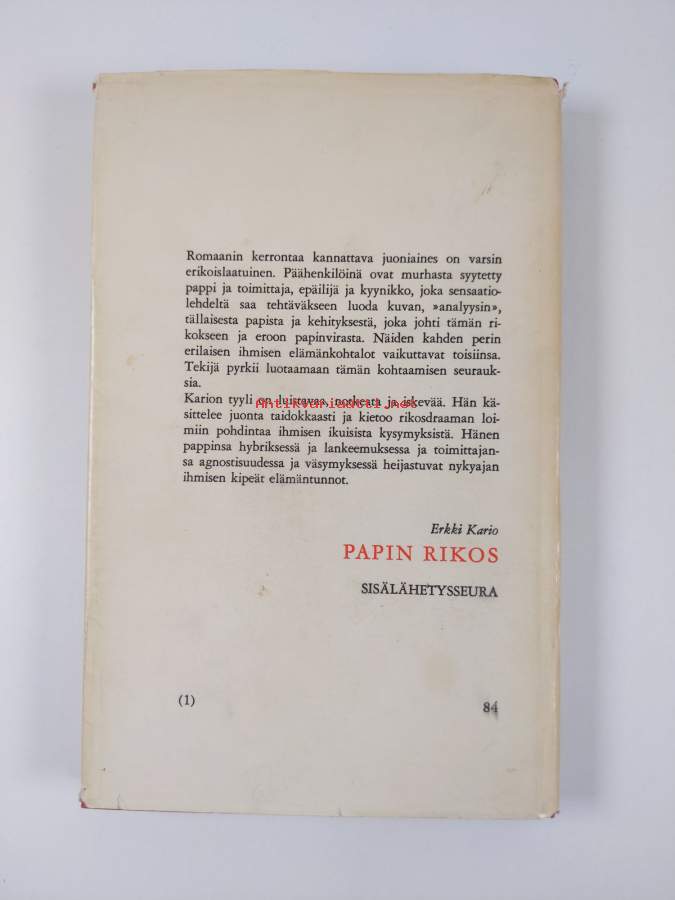 Romaanin kerrontaa kannattava juoniaines on varsin
erikoislaatuinen. Päähenkilöinä ovat murhasta syytetty
pappi ja toimittaja, epäilijä ja kyynikko, joka sensaatio-
lehdeltä saa tehtäväkseen luoda kuvan, »analyysin»,
tällaisesta papista ja kehityksestä, joka johti tämän ri-
kokseen ja eroon papinvirasta. Näiden kahden perin
erilaisen ihmisen elämänkohtalot vaikuttavat toisiinsa.
Tekijä pyrkii luotaamaan tämän kohtaamisen seurauk-
sia.
Karion tyyli on luistavaa, notkeata ja iskevää. Hän kä-
Antikvariaatti.net
sittelee juonta taidokkaasti ja kietoo rikosdraaman loi-
miin pohdintaa ihmisen ikuisista kysymyksistä. Hänen
pappinsa hybriksessä ja lankeemuksessa ja toimittajan-
sa agnostisuudessa ja väsymyksessä heijastuvat nykyajan
ihmisen kipeät elämäntunnot.
Erkki Kario
PAPIN RIKOS
SISÄLÄHETYSSEURA
(1)
84